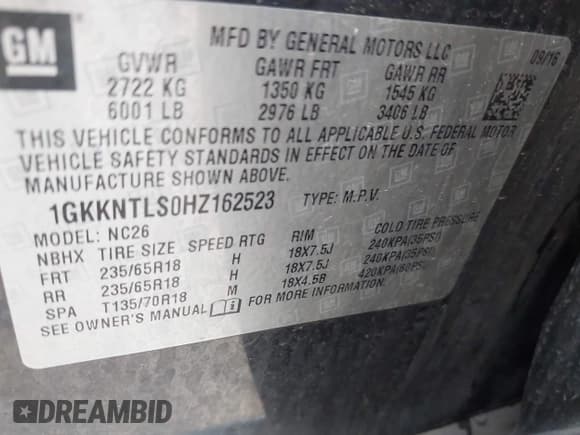 GM
MFD BY GENERAL MOTORS LLC
09/16
GVWR GAWR FRT GAWR RR
2722 KG 1350 KG 1545 KG
6001 LB 2976 LB 3406 LB
THIS VEHICLE CONFORMS TO ALL APPLICABLE U.S. FEDERAL MOTOR
VEHICLE SAFETY STANDARDS IN EFFECT ON THE DATE OF
MANUFACTURE SHOWN ABOVE.
1GKKNTLS0HZ162523 TYPE: M.P.V.
MODEL: NC26
NBHX TIRE SIZE SPEED RTG RIM COLD TIRE PRESSURE
FRT 235/65R18 H 18X7.5J 240KPA(35PSI)
RR 235/65R18 H 18X7.5J 240KPA(35PSI)
SPA T135/70R18 M 18X4.5B 420KPA(60PSI)
SEE OWNER'S MANUAL FOR MORE INFORMATION.
DREAMBID